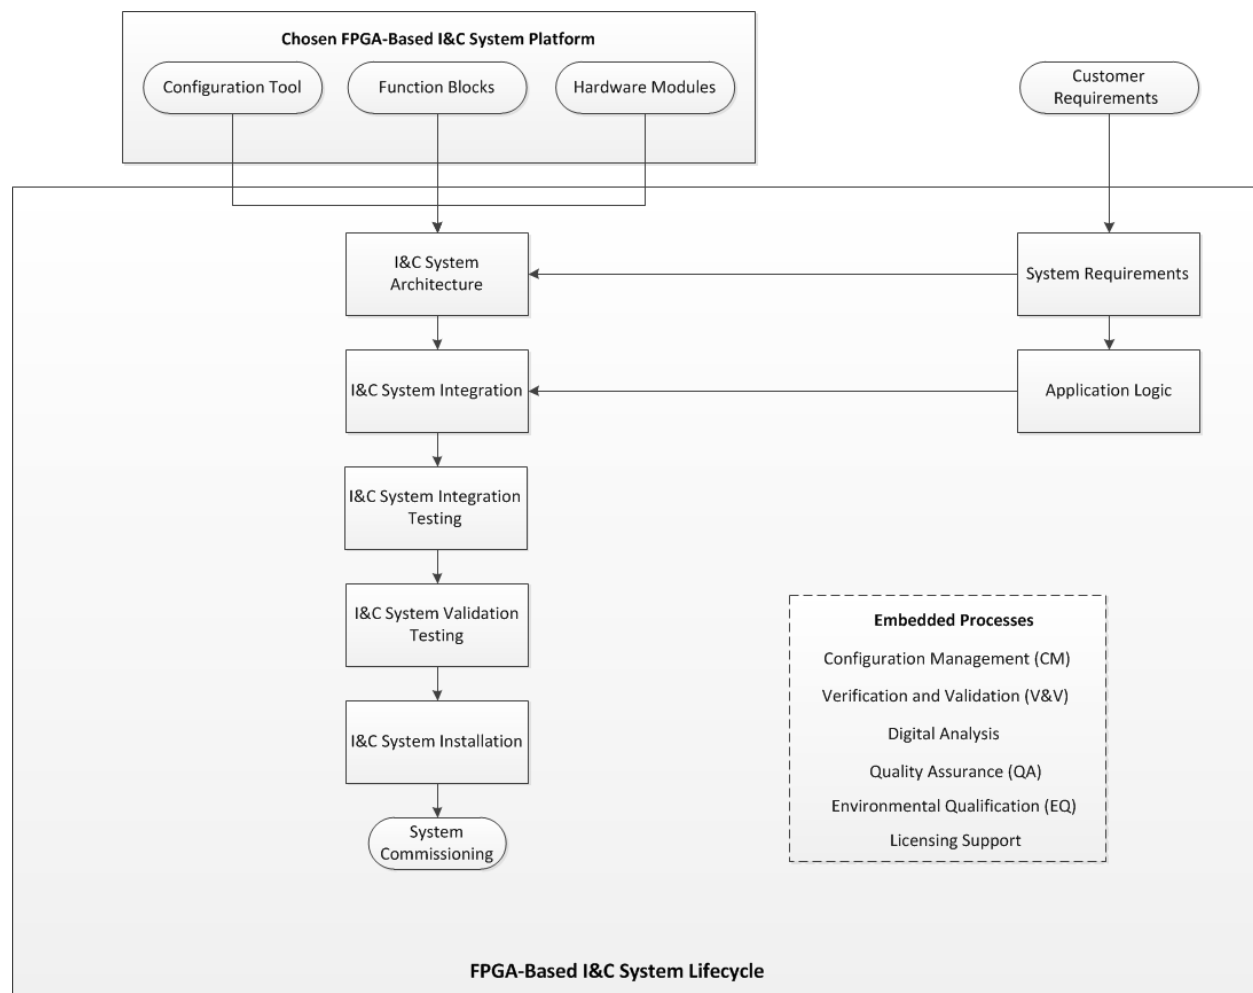 Chosen FPGA-Based I&C System Platform
Configuration Tool
Function Blocks
Hardware Modules
Customer
Requirements
I&C System
Architecture
System Requirements
I&C System Integration
Application Logic
I&C System Integration
Testing
I&C System Validation
Testing
I&C System Installation
System
Commissioning
Embedded Processes
Configuration Management (CM)
Verification and Validation (V&V)
Digital Analysis
Quality Assurance (QA)
Environmental Qualification (EQ)
Licensing Support
FPGA-Based I&C System Lifecycle